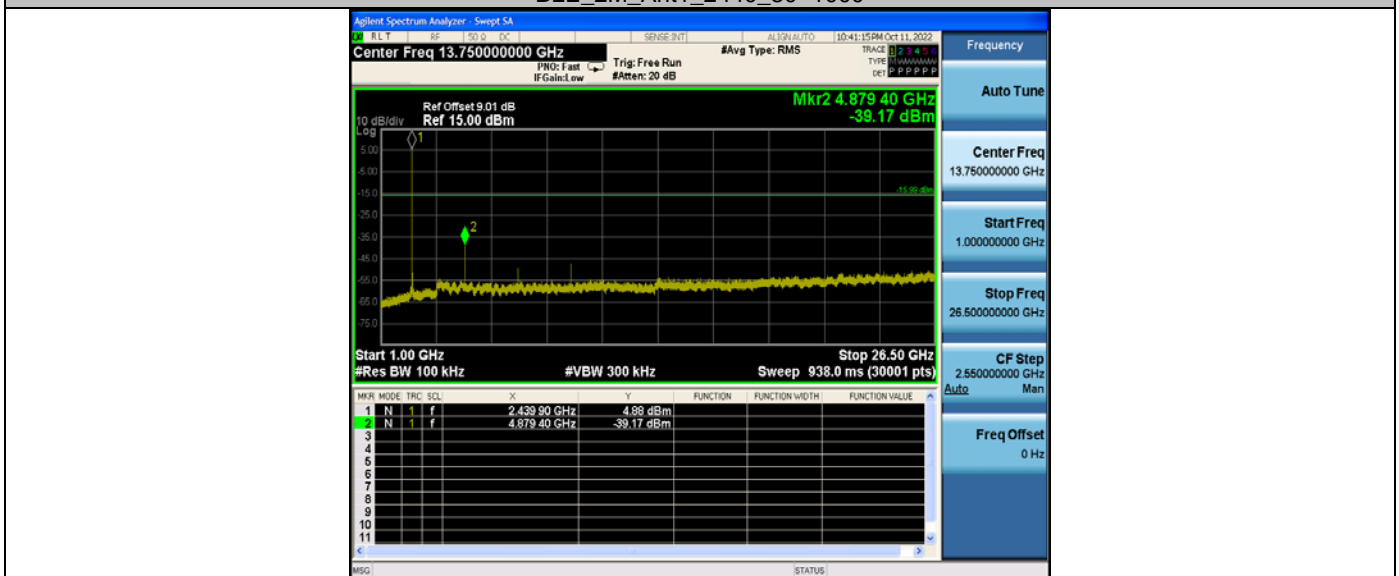 Agilent Spectrum Analyzer - Swept SA
RLT RF 50 Ω DC SENSE:INT ALIGNAUTO 10:41:15PM Oct 11, 2022
Center Freq 13.750000000 GHz
PNO: Fast
IFGain:Low
Trig: Free Run
#Atten: 20 dB
#Avg Type: RMS
TRACE 1 2 3 4 5 6
TYPE MWWWWW
DET P P P P P P
Ref Offset 9.01 dB
10 dB/div Ref 15.00 dBm
Log
Mkr2 4.879 40 GHz
-39.17 dBm
1
5.00
-5.00
-15.0
-15.99 dBm
-25.0
2
-35.0
-45.0
-55.0
-65.0
-75.0
Start 1.00 GHz Stop 26.50 GHz
#Res BW 100 kHz #VBW 300 kHz Sweep 938.0 ms (30001 pts)
MKR MODE TRC SCL X Y FUNCTION FUNCTION WIDTH FUNCTION VALUE
1 N 1 f 2.439 90 GHz 4.88 dBm
2 N 1 f 4.879 40 GHz -39.17 dBm
3
4
5
6
7
8
9
10
11
MSG STATUS
Frequency
Auto Tune
Center Freq
13.750000000 GHz
Start Freq
1.000000000 GHz
Stop Freq
26.500000000 GHz
CF Step
2.550000000 GHz
Auto Man
Freq Offset
0 Hz